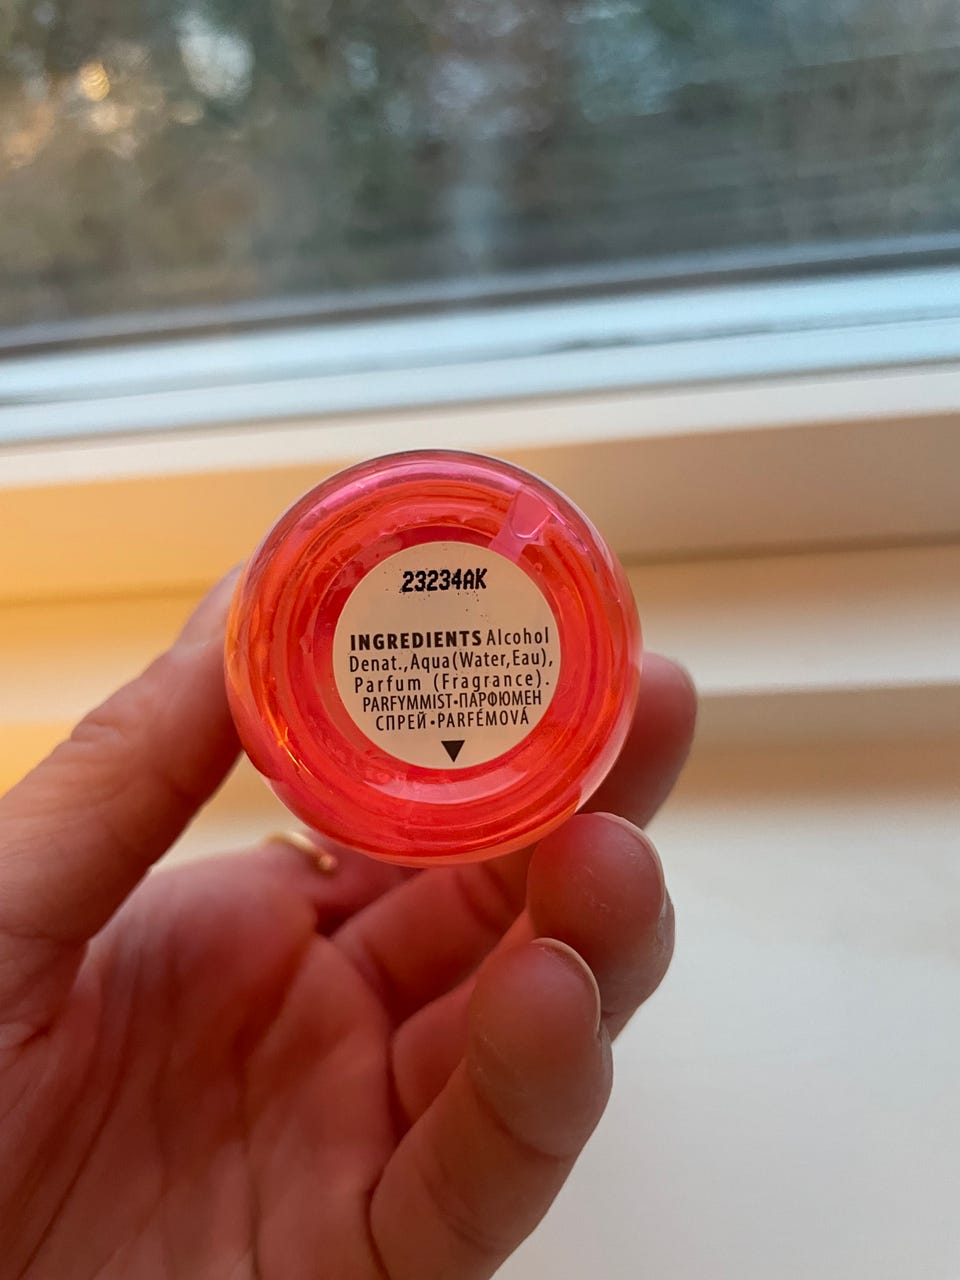 23234AK
INGREDIENTS Alcohol
Denat.,Aqua(Water,Eau),
Parfum (Fragrance).
PARFYMMIST•ПАРФЮМЕН
СПРЕЙ•PARFÉMOVÁ